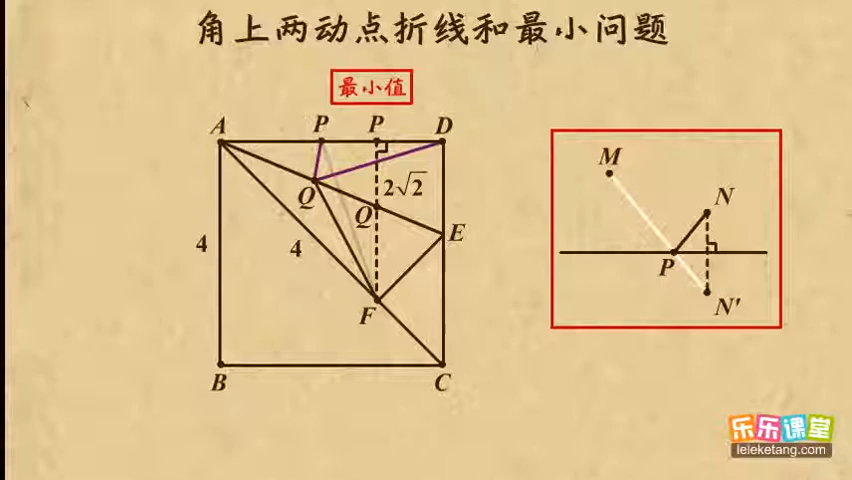 角上两动点折线和最小问题
最小值
A P P D
M
Q 2√2 N
Q
4 4 E
P
F N'
B C
乐乐课堂
leleketang.com